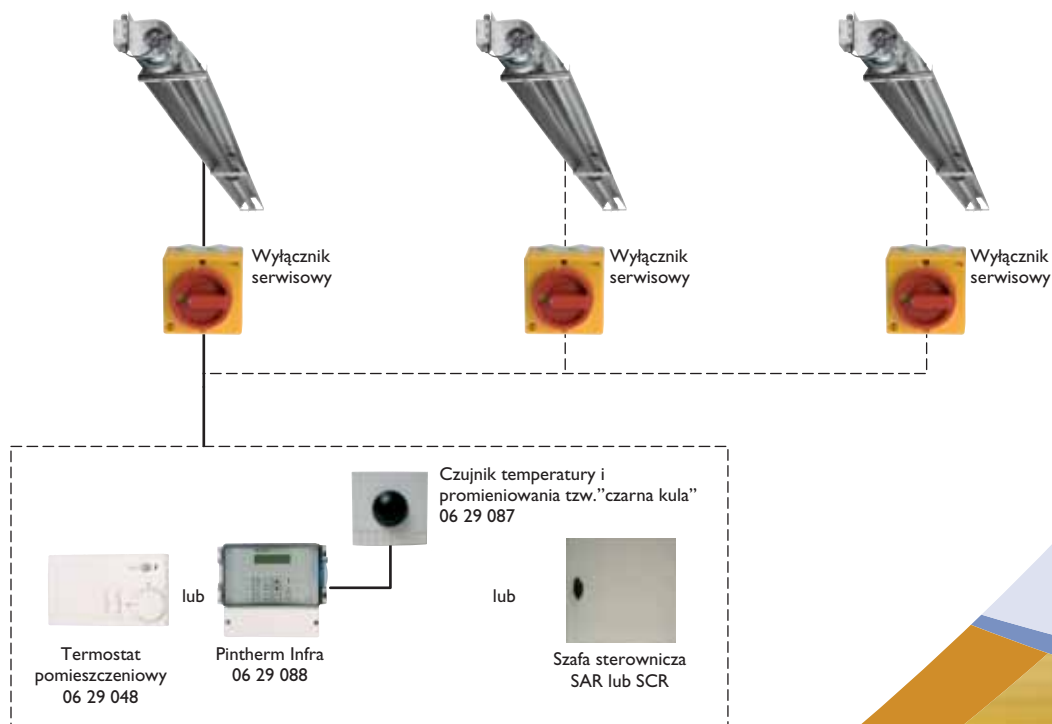 Wyłącznik
serwisowy
Wyłącznik
serwisowy
Wyłącznik
serwisowy
Czujnik temperatury i
promieniowania tzw.”czarna kula”
06 29 087
lub
lub
Termostat
pomieszczeniowy
06 29 048
Pintherm Infra
06 29 088
Szafa sterownicza
SAR lub SCR